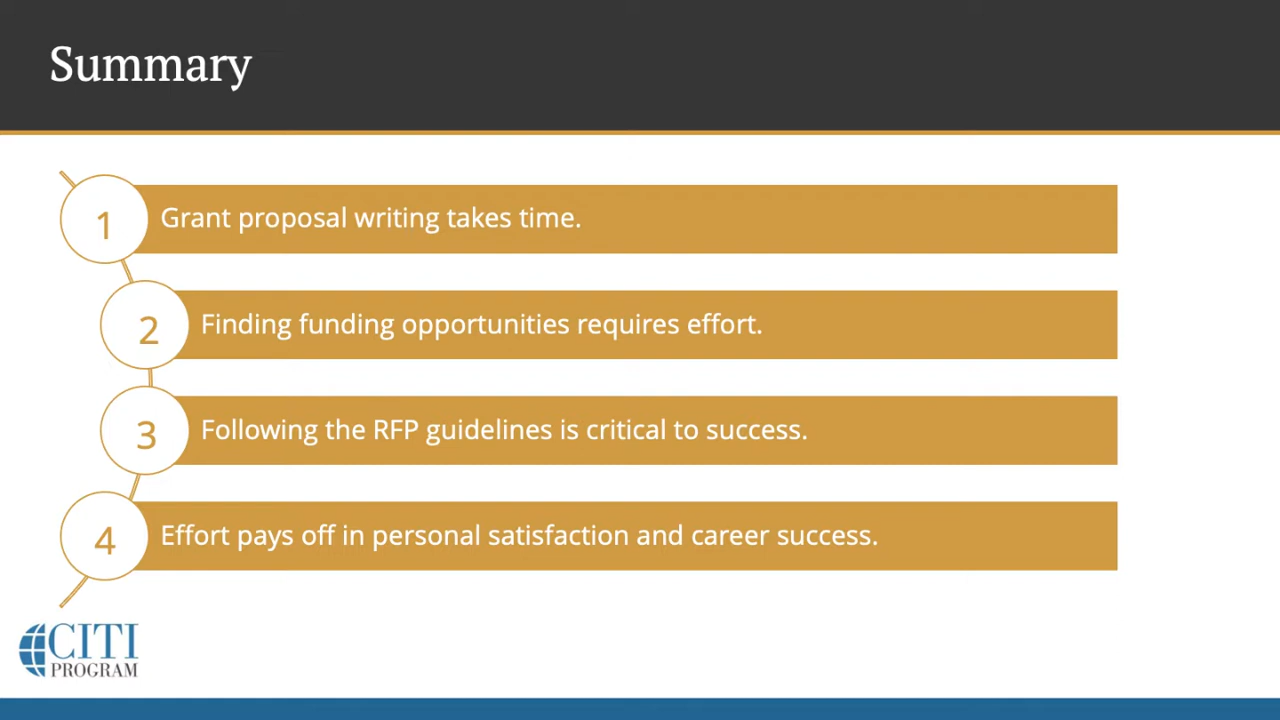 Summary
1
Grant proposal writing takes time.
2
Finding funding opportunities requires effort.
3
Following the RFP guidelines is critical to success.
4
Effort pays off in personal satisfaction and career success.
CITI
PROGRAM